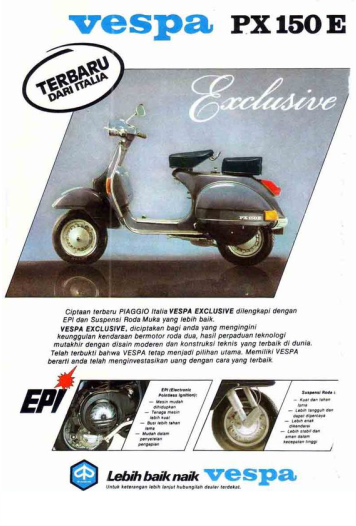 vespa PX 150 E
TERBARU
DARI ITALIA
Exclusive
PX150E
Ciptaan terbaru PIAGGIO Italia VESPA EXCLUSIVE dilengkapi dengan
EPI dan Suspensi Roda Muka yang lebih baik.
VESPA EXCLUSIVE, diciptakan bagi anda yang mengingini
keunggulan kendaraan bermotor roda dua, hasil perpaduan teknologi
mutakhir dengan disain moderen dan konstruksi teknis yang terbaik di dunia.
Telah terbukti bahwa VESPA tetap menjadi pilihan utama. Memiliki VESPA
berarti anda telah menginvestasikan uang dengan cara yang terbaik.
EPI
EPI (Electronic
Pointless Ignition):
— Mesin mudah
dihidupkan
— Tenaga mesin
lebih kuat
— Busi lebih tahan
lama
— Mudah dalam
penyetelan
pengapian
Suspensi Roda :
— Kuat dan tahan
lama
— Lebih tangguh dan
dapat dipercaya
— Lebih enak
dikendarai
— Lebih stabil dan
aman dalam
kecepatan tinggi
Lebih baik naik vespa
Untuk keterangan lebih lanjut hubungilah dealer terdekat.